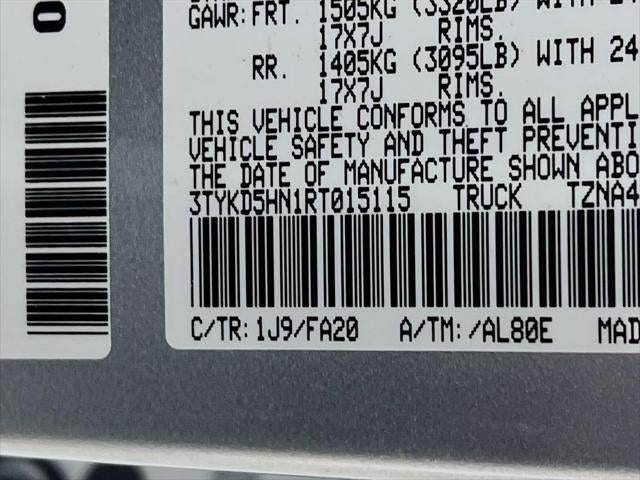 0
GAWR: FRT. 1505KG (3320LB) WITH
17X7J RIMS.
RR. 1405KG (3095LB) WITH 24
17X7J RIMS.
THIS VEHICLE CONFORMS TO ALL APPL
VEHICLE SAFETY AND THEFT PREVENTI
THE DATE OF MANUFACTURE SHOWN ABO
3TYKD5HN1RT015115 TRUCK TZNA4
C/TR: 1J9/FA20 A/TM: /AL80E MAD